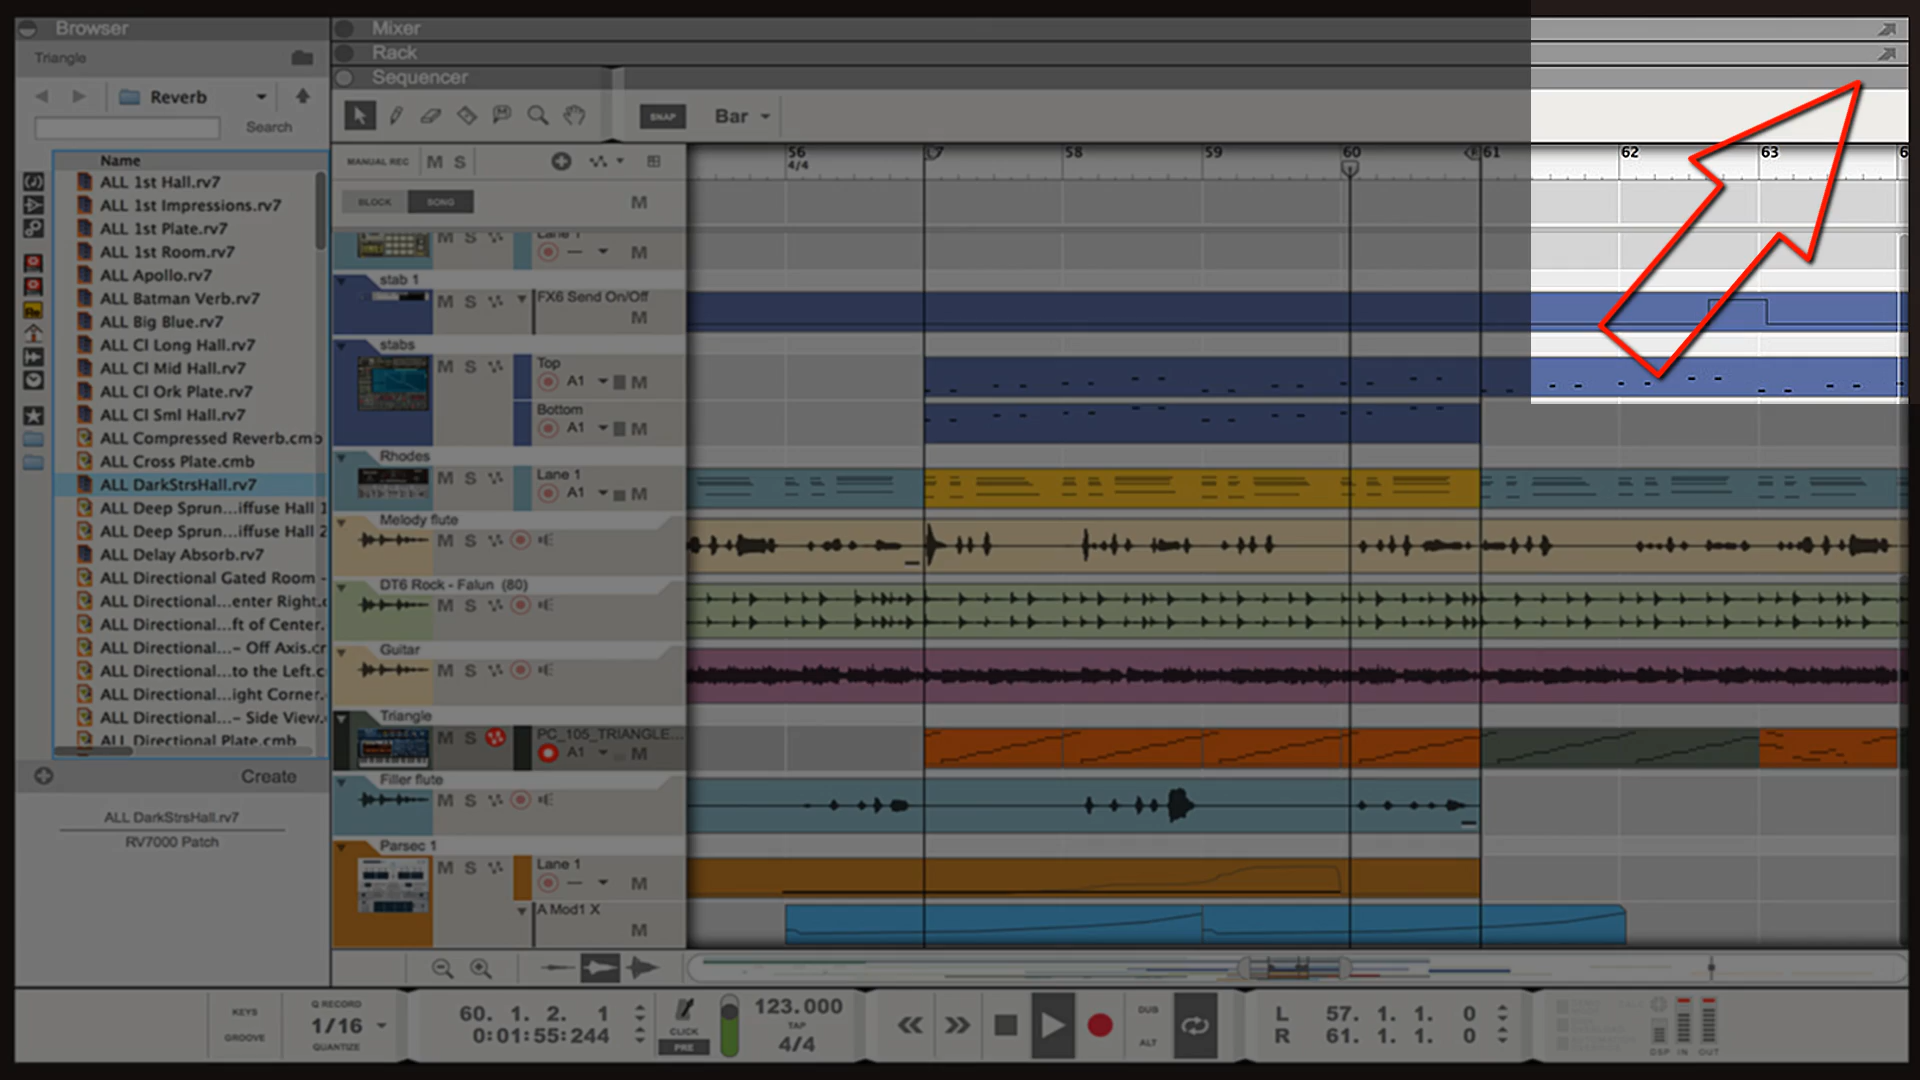 Browser
Triangle
Reverb
Search
Name
ALL 1st Hall.rv7
ALL 1st Impressions.rv7
ALL 1st Plate.rv7
ALL 1st Room.rv7
ALL Apollo.rv7
ALL Batman Verb.rv7
ALL Big Blue.rv7
ALL Cl Long Hall.rv7
ALL Cl Mid Hall.rv7
ALL Cl Ork Plate.rv7
ALL Cl Sml Hall.rv7
ALL Compressed Reverb.cmb
ALL Cross Plate.cmb
ALL DarkStrsHall.rv7
ALL Deep Sprun...iffuse Hall 1
ALL Deep Sprun...iffuse Hall 2
ALL Delay Absorb.rv7
ALL Directional Gated Room -
ALL Directional...enter Right.c
ALL Directional...ft of Center.
ALL Directional...- Off Axis.cr
ALL Directional...to the Left.c
ALL Directional...ight Corner.
ALL Directional...- Side View.c
ALL Directional Plate.cmb
Create
ALL DarkStrsHall.rv7
RV7000 Patch
Mixer
Rack
Sequencer
SNAP
Bar
MANUAL REC M S
56 7 58 59 60 61 62 63 6
4/4
BLOCK SONG M
M S Lane 1
M
stab 1
M S FX6 Send On/Off
M
stabs
M S Top
A1 M
Bottom
A1 M
Rhodes
M S Lane 1
A1 M
Melody flute
M S
DT6 Rock - Falun (80)
M S
Guitar
M S
Triangle
M S PC_105_TRIANGLE...
A1 M
Filler flute
M S
Parsec 1
M S Lane 1
M
A Mod1 X
M
KEYS
GROOVE
Q RECORD
1/16
QUANTIZE
60. 1. 2. 1
0:01:55:244
CLICK
PRE
123.000
TAP
4/4
DUB
ALT
L 57. 1. 1. 0
R 61. 1. 1. 0
DSP IN OUT